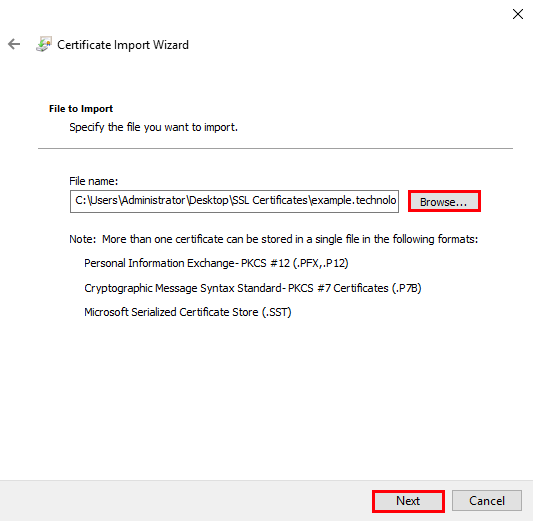 Certificate Import Wizard
File to Import
Specify the file you want to import.
File name:
C:\Users\Administrator\Desktop\SSL Certificates\example.technolo
Browse...
Note: More than one certificate can be stored in a single file in the following formats:
Personal Information Exchange- PKCS #12 (.PFX,.P12)
Cryptographic Message Syntax Standard- PKCS #7 Certificates (.P7B)
Microsoft Serialized Certificate Store (.SST)
Next
Cancel